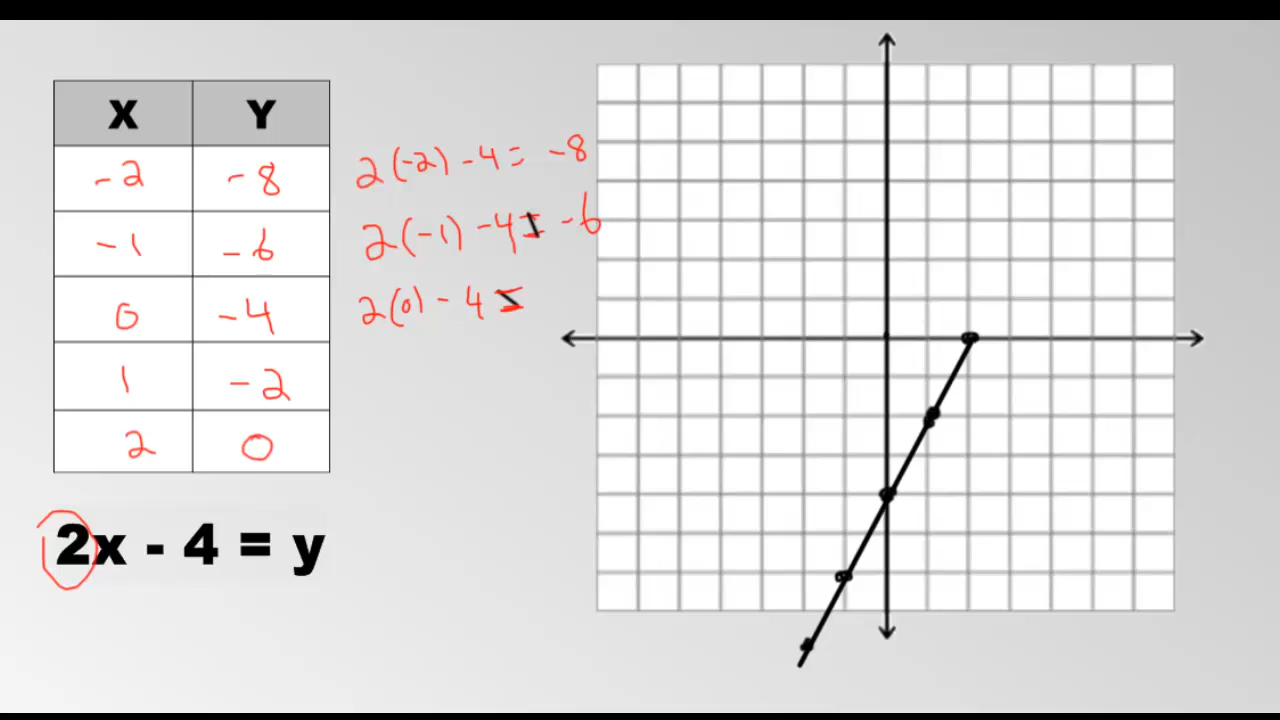 X Y
-2 -8 2(-2) -4 = -8
-1 -6 2(-1) -4 = -6
0 -4 2(0) - 4 =
1 -2
2 0
2x - 4 = y